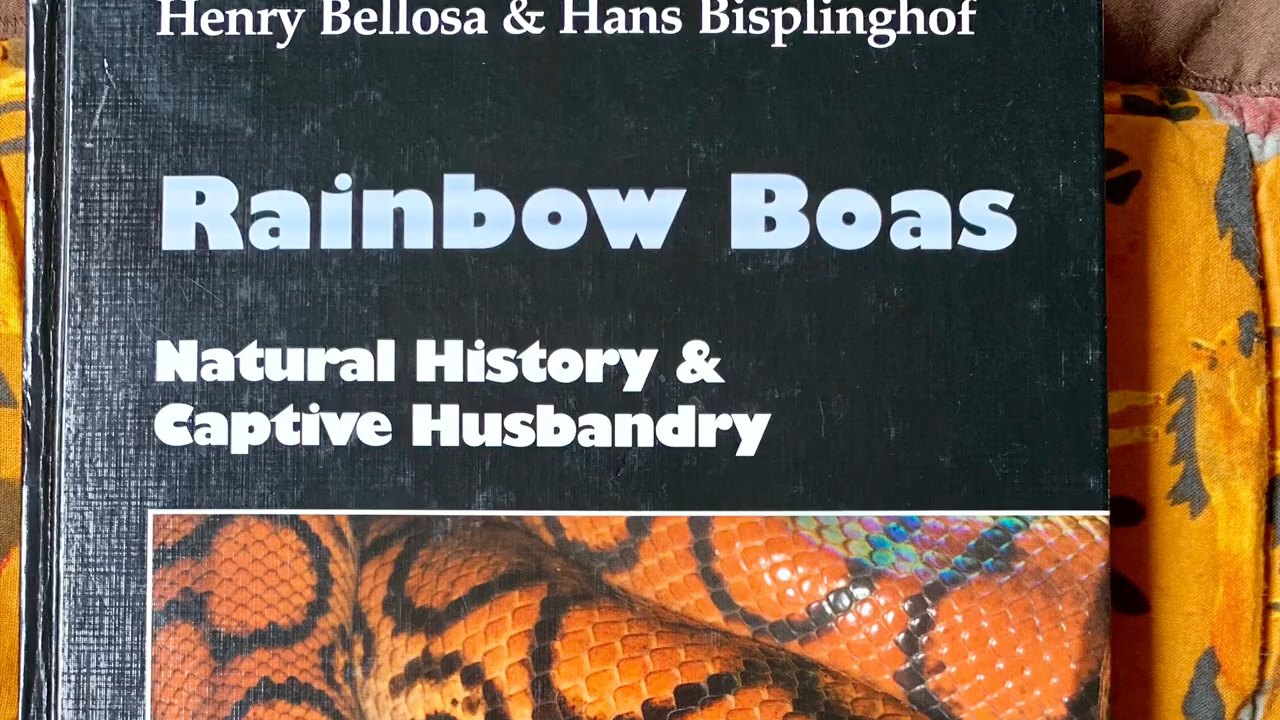 Henry Bellosa & Hans Bisplinghof
Rainbow Boas
Natural History &
Captive Husbandry